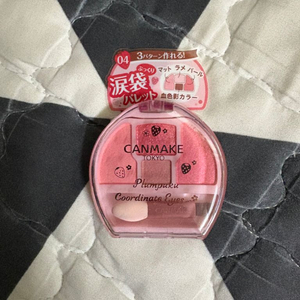 04
3パターン作れる!
ぷっくり
涙袋
パレット
マット ラメ パール
血色影カラー
CANMAKE
TOKYO
Plumpuku
Coordinate Eyes